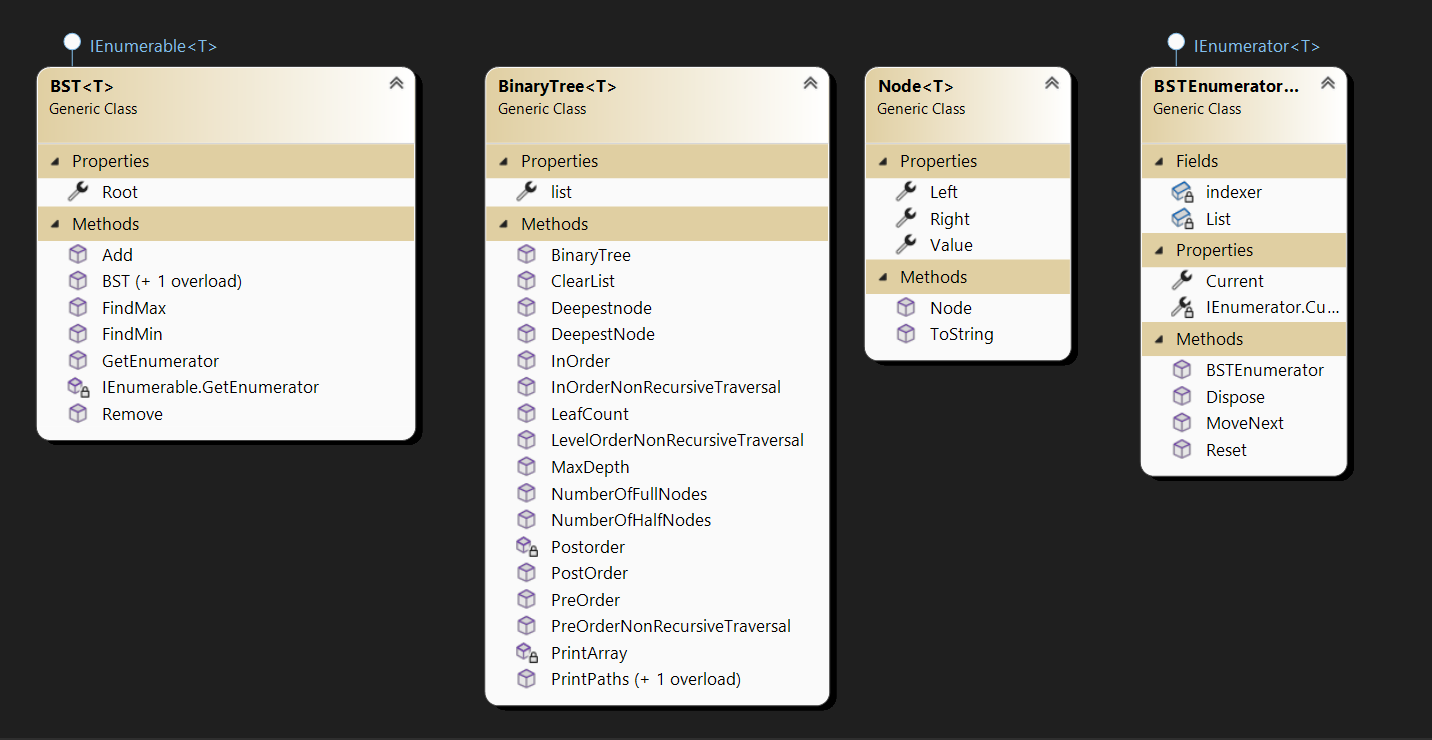 IEnumerable<T>
BST<T>
Generic Class
Properties
Root
Methods
Add
BST (+ 1 overload)
FindMax
FindMin
GetEnumerator
IEnumerable.GetEnumerator
Remove
BinaryTree<T>
Generic Class
Properties
list
Methods
BinaryTree
ClearList
Deepestnode
DeepestNode
InOrder
InOrderNonRecursiveTraversal
LeafCount
LevelOrderNonRecursiveTraversal
MaxDepth
NumberOfFullNodes
NumberOfHalfNodes
Postorder
PostOrder
PreOrder
PreOrderNonRecursiveTraversal
PrintArray
PrintPaths (+ 1 overload)
Node<T>
Generic Class
Properties
Left
Right
Value
Methods
Node
ToString
IEnumerator<T>
BSTEnumerator...
Generic Class
Fields
indexer
List
Properties
Current
IEnumerator.Cu...
Methods
BSTEnumerator
Dispose
MoveNext
Reset